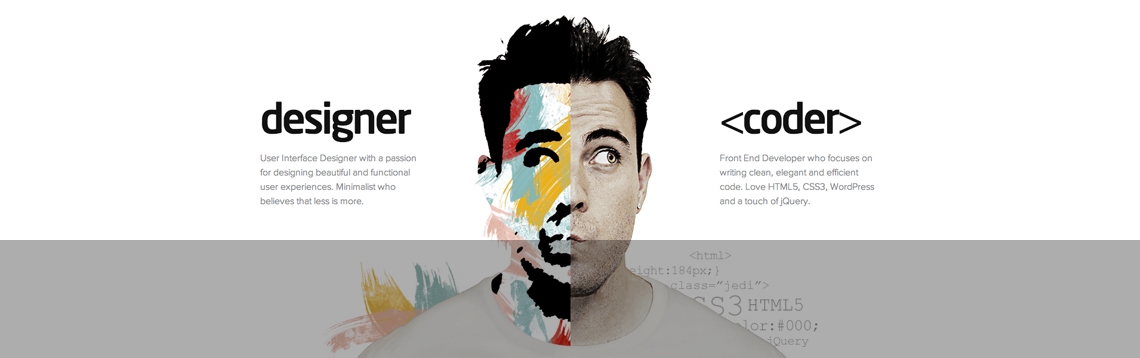 designer
User Interface Designer with a passion
for designing beautiful and functional
user experiences. Minimalist who
believes that less is more.
<coder>
Front End Developer who focuses on
writing clean, elegant and efficient
code. Love HTML5, CSS3, WordPress
and a touch of jQuery.
<html>
eight:184px;}
class="jedi">
SS3 HTML5
olor:#000;
jQuery